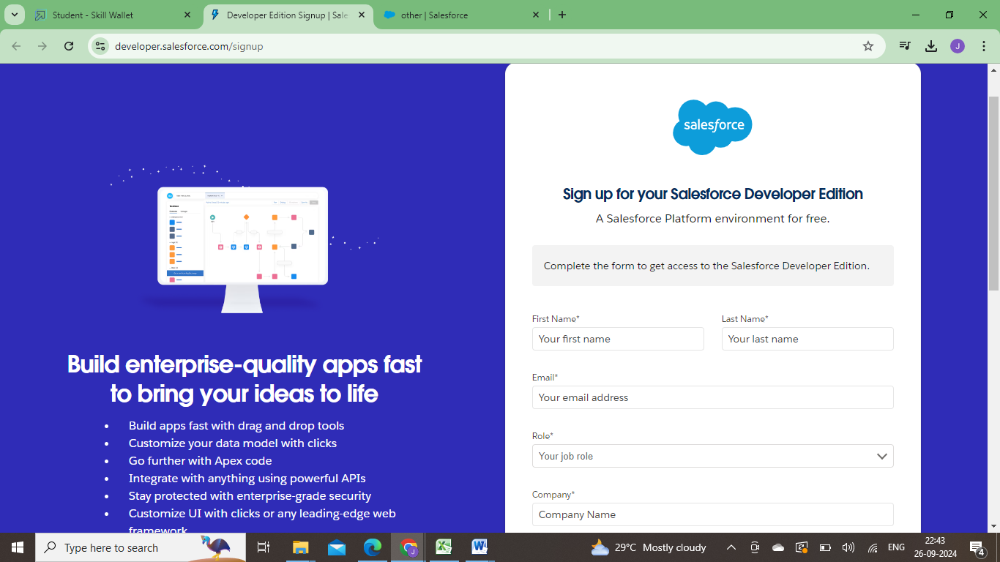 Student - Skill Wallet
Developer Edition Signup | Sale
other | Salesforce
developer.salesforce.com/signup
J
salesforce
Sign up for your Salesforce Developer Edition
A Salesforce Platform environment for free.
Complete the form to get access to the Salesforce Developer Edition.
First Name*
Last Name*
Your first name
Your last name
Email*
Your email address
Role*
Your job role
Company*
Company Name
Build enterprise-quality apps fast
to bring your ideas to life
• Build apps fast with drag and drop tools
• Customize your data model with clicks
• Go further with Apex code
• Integrate with anything using powerful APIs
• Stay protected with enterprise-grade security
• Customize UI with clicks or any leading-edge web
framework
Type here to search
29°C Mostly cloudy
ENG
22:43
26-09-2024
4